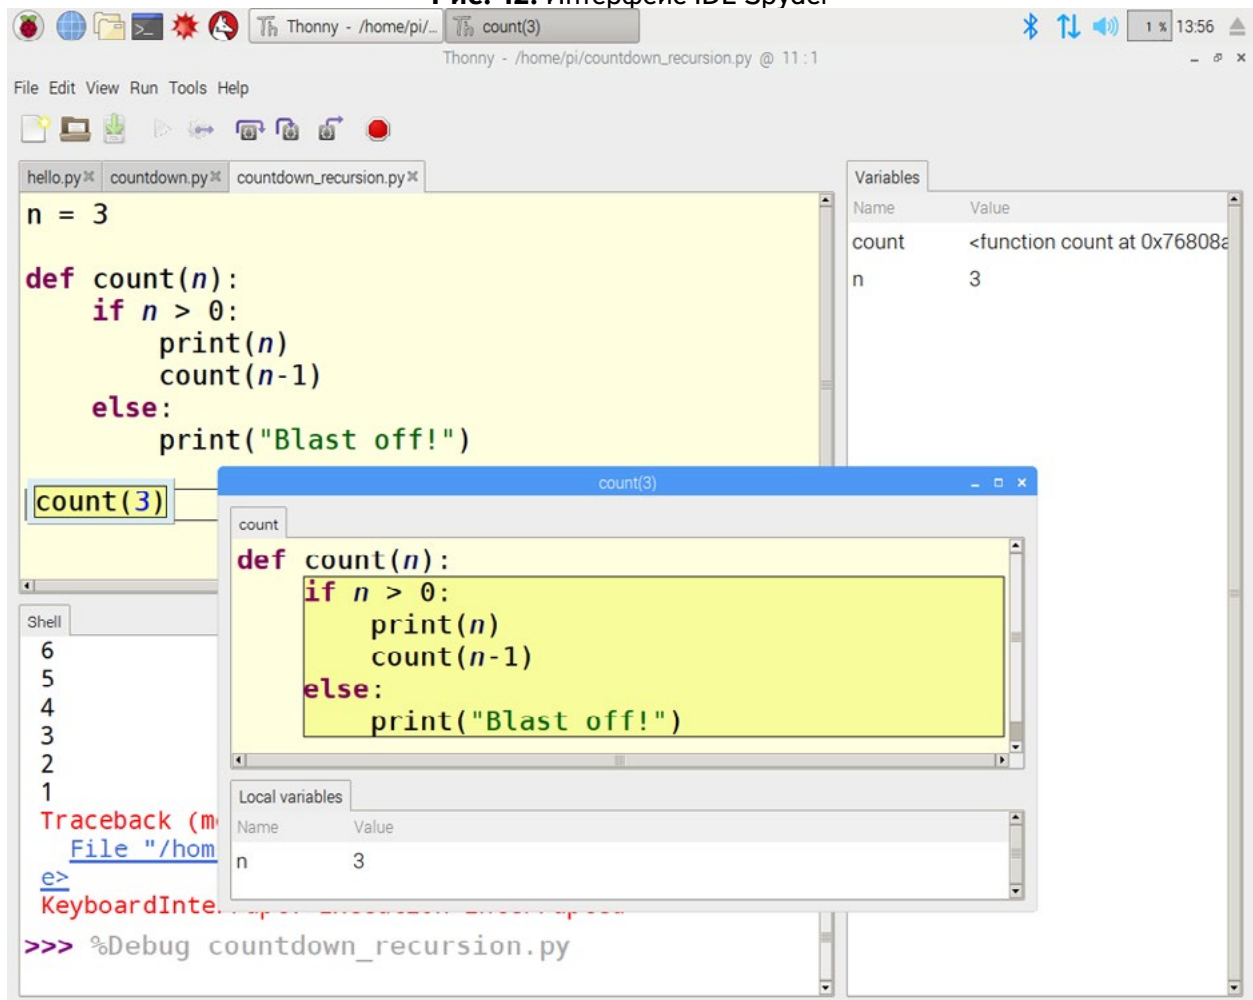 Рис. 12. Интерфейс IDE Spyder
Thonny - /home/pi/_ count(3) 1 % 13:56
Thonny - /home/pi/countdown_recursion.py @ 11:1
File Edit View Run Tools Help
hello.py countdown.py countdown_recursion.py
n = 3
def count(n):
if n > 0:
print(n)
count(n-1)
else:
print("Blast off!")
count(3)
Variables
Name Value
count <function count at 0x76808a
n 3
count(3)
count
def count(n):
if n > 0:
print(n)
count(n-1)
else:
print("Blast off!")
Local variables
Name Value
n 3
Shell
6
5
4
3
2
1
Traceback (m
File "/hom
e>
KeyboardInte
>>> %Debug countdown_recursion.py